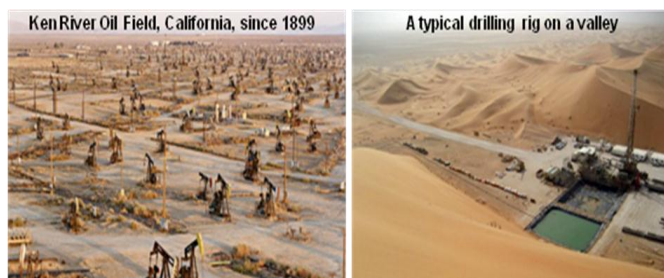 Ken River Oil Field, California, since 1899
A typical drilling rig on a valley